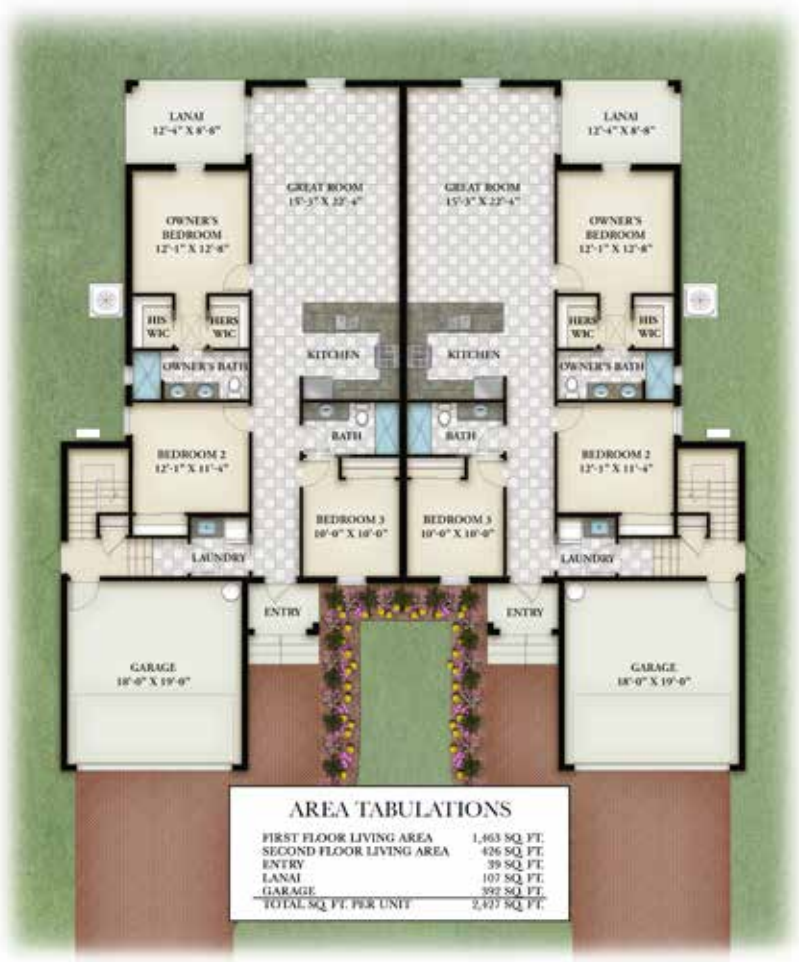 LANAI
12'-4" X 8'-8"
LANAI
12'-4" X 8'-8"
GREAT ROOM
15'-3" X 22'-4"
GREAT ROOM
15'-3" X 22'-4"
OWNER'S
BEDROOM
12'-1" X 12'-8"
OWNER'S
BEDROOM
12'-1" X 12'-8"
HIS
WIC
HERS
WIC
HERS
WIC
HIS
WIC
KITCHEN
KITCHEN
OWNER'S BATH
OWNER'S BATH
BATH
BATH
BEDROOM 2
12'-1" X 11'-4"
BEDROOM 2
12'-1" X 11'-4"
BEDROOM 3
10'-0" X 10'-0"
BEDROOM 3
10'-0" X 10'-0"
LAUNDRY
LAUNDRY
ENTRY
ENTRY
GARAGE
18'-0" X 19'-0"
GARAGE
18'-0" X 19'-0"
AREA TABULATIONS
FIRST FLOOR LIVING AREA 1,463 SQ. FT.
SECOND FLOOR LIVING AREA 426 SQ. FT.
ENTRY 39 SQ. FT.
LANAI 107 SQ. FT.
GARAGE 392 SQ. FT.
TOTAL SQ. FT. PER UNIT 2,427 SQ. FT.